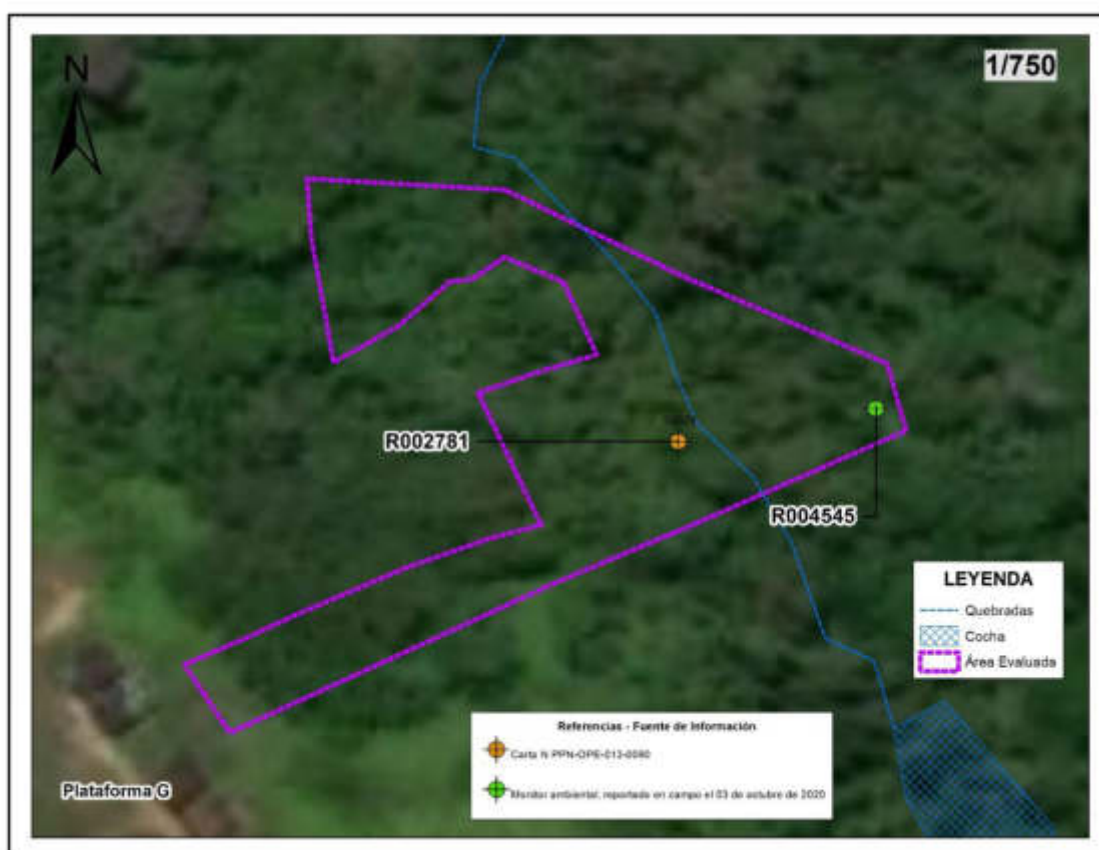 N
1/750
R002781
R004545
LEYENDA
Quebradas
Cocha
Área Evaluada
Referencias - Fuente de Información
Carta N PPN-OPE-013-0090
Monitor ambiental, reportado en campo el 03 de octubre de 2020
Plataforma G